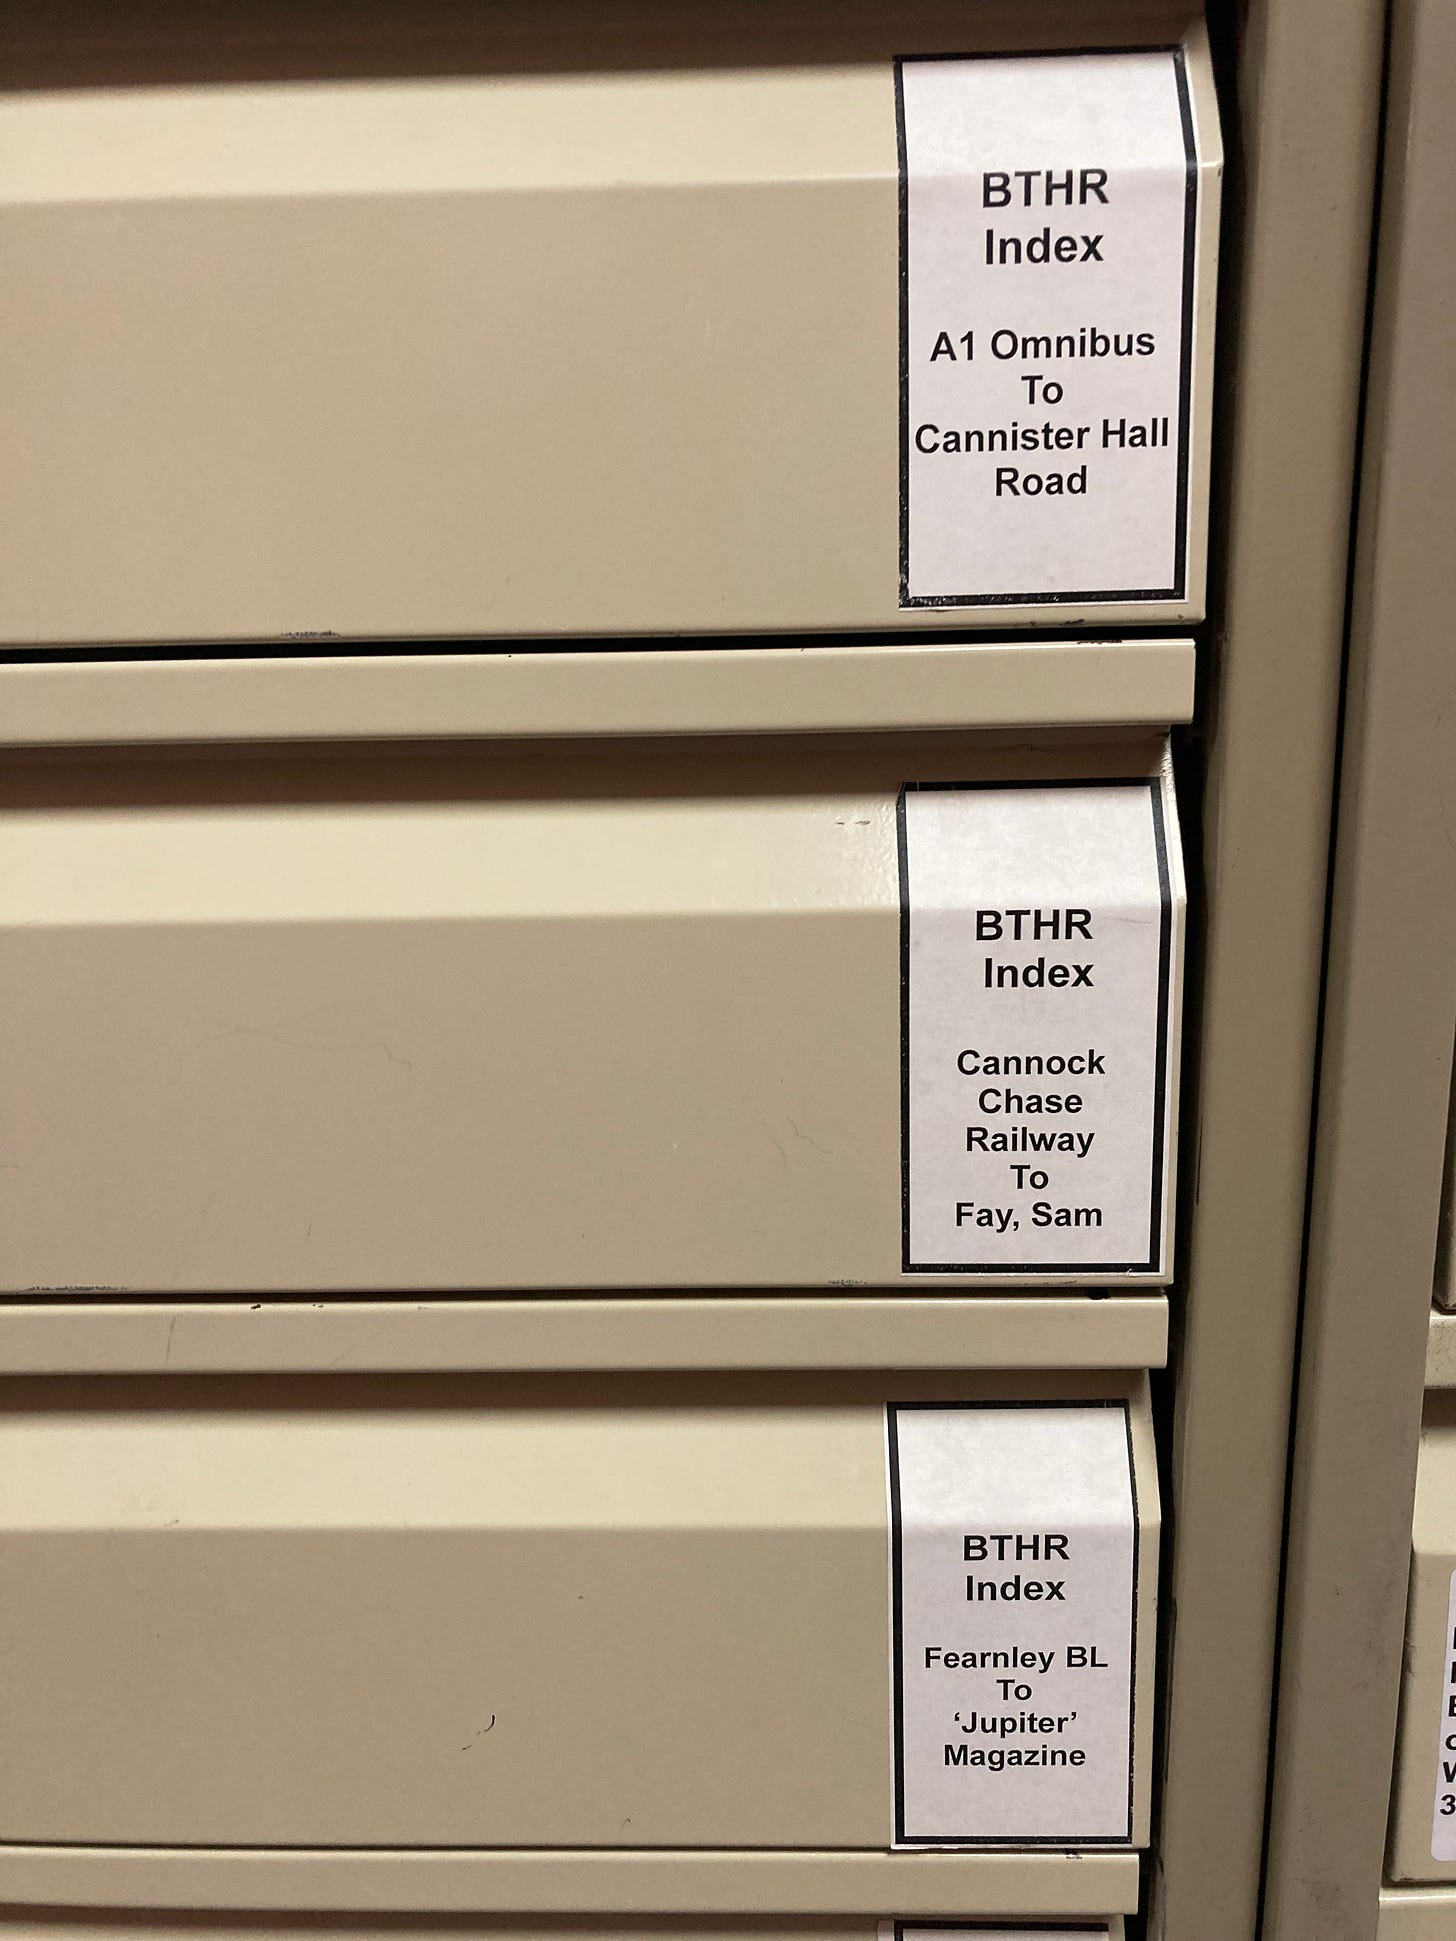 BTHR
Index
A1 Omnibus
To
Cannister Hall
Road
BTHR
Index
Cannock
Chase
Railway
To
Fay, Sam
BTHR
Index
Fearnley BL
To
‘Jupiter’
Magazine
3